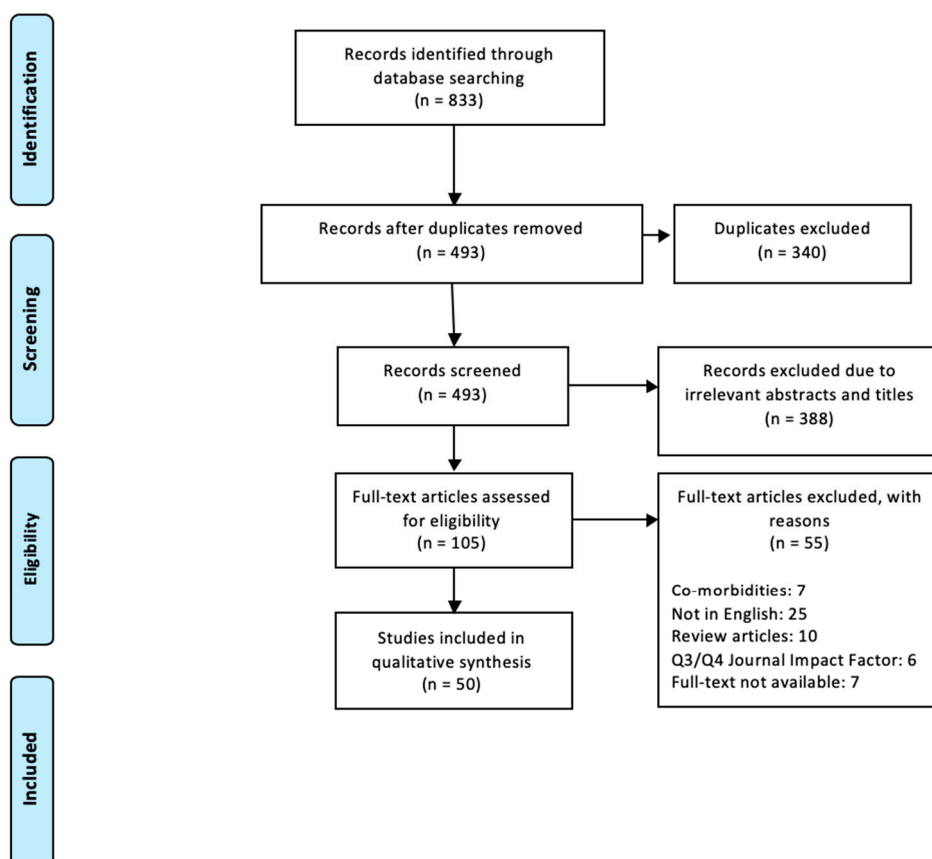 Identification
Records identified through
database searching
(n = 833)
Records after duplicates removed
(n = 493)
Duplicates excluded
(n = 340)
Screening
Records screened
(n = 493)
Records excluded due to
irrelevant abstracts and titles
(n = 388)
Eligibility
Full-text articles assessed
for eligibility
(n = 105)
Full-text articles excluded, with
reasons
(n = 55)
Co-morbidities: 7
Not in English: 25
Review articles: 10
Q3/Q4 Journal Impact Factor: 6
Full-text not available: 7
Studies included in
qualitative synthesis
(n = 50)
Included